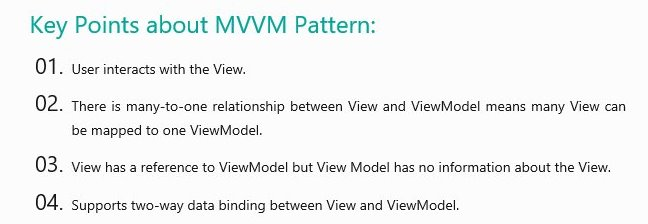 Key Points about MVVM Pattern:
01. User interacts with the View.
02. There is many-to-one relationship between View and ViewModel means many View can
be mapped to one ViewModel.
03. View has a reference to ViewModel but View Model has no information about the View.
04. Supports two-way data binding between View and ViewModel.